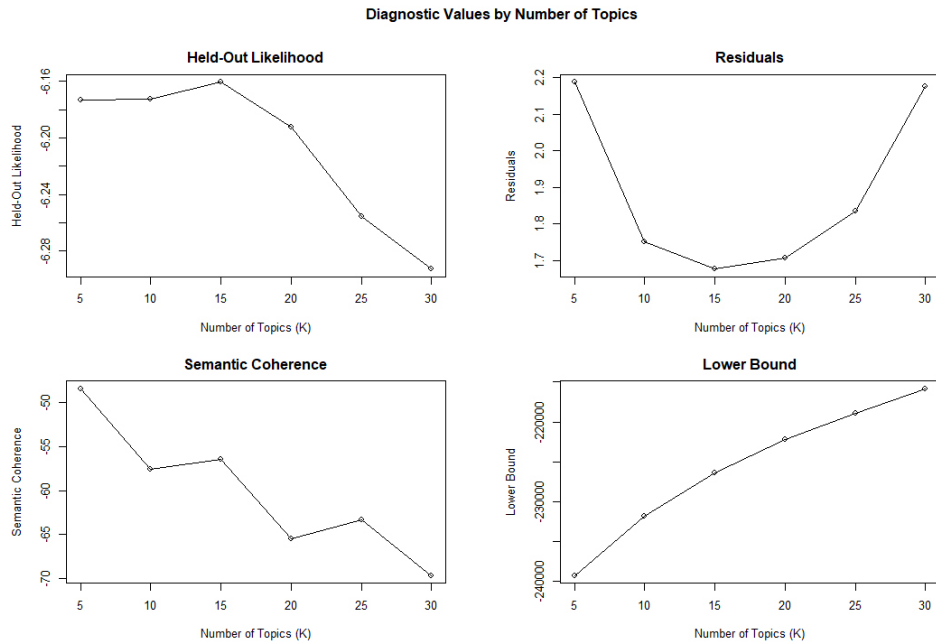 Diagnostic Values by Number of Topics
Held-Out Likelihood
Held-Out Likelihood
-6.16
-6.20
-6.24
-6.28
5 10 15 20 25 30
Number of Topics (K)
Residuals
Residuals
2.2
2.1
2.0
1.9
1.8
1.7
5 10 15 20 25 30
Number of Topics (K)
Semantic Coherence
Semantic Coherence
-50
-55
-60
-65
-70
5 10 15 20 25 30
Number of Topics (K)
Lower Bound
Lower Bound
-220000
-230000
-240000
5 10 15 20 25 30
Number of Topics (K)